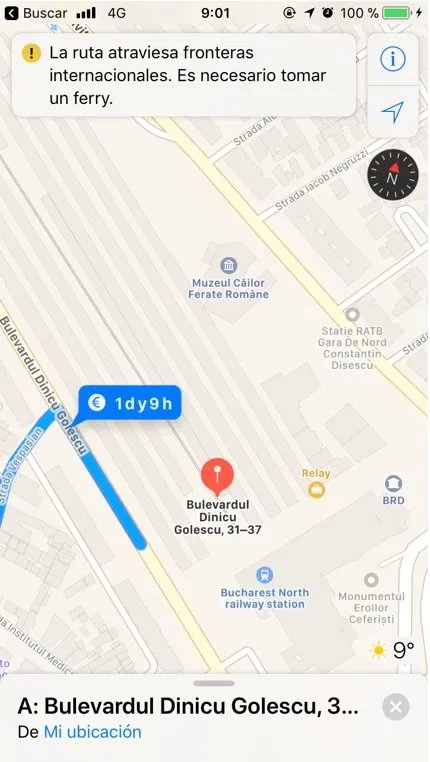 Buscar 4G 9:01 100 %
La ruta atraviesa fronteras
internacionales. Es necesario tomar
un ferry.
Strada Jacob Negruzzi
N
Muzeul Căilor
Ferate Române
Statie RATB
Gara De Nord
Constantin
Disescu
Bulevardul Dinicu Golescu
€ 1dy9h
Strada Vespasian
Relay
BRD
Bulevardul
Dinicu
Golescu, 31–37
Bucharest North
railway station
Monumentul
Eroilor
Ceferiști
9°
A: Bulevardul Dinicu Golescu, 3...
De Mi ubicación